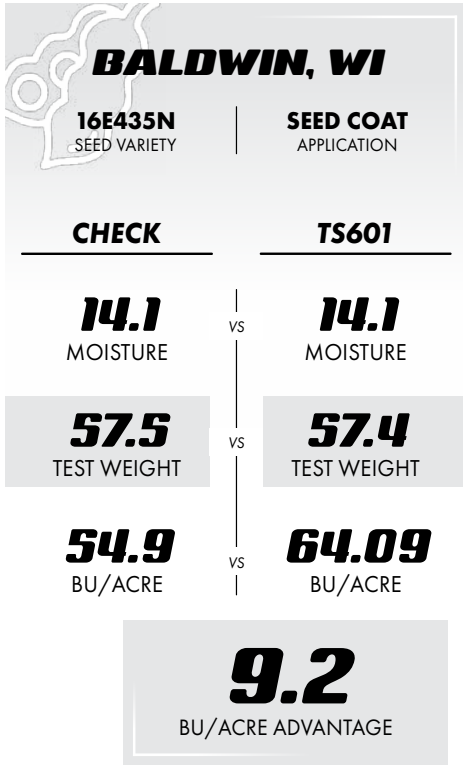 BALDWIN, WI
16E435N
SEED VARIETY
SEED COAT
APPLICATION
CHECK
TS601
14.1
MOISTURE
VS
14.1
MOISTURE
57.5
TEST WEIGHT
VS
57.4
TEST WEIGHT
54.9
BU/ACRE
VS
64.09
BU/ACRE
9.2
BU/ACRE ADVANTAGE